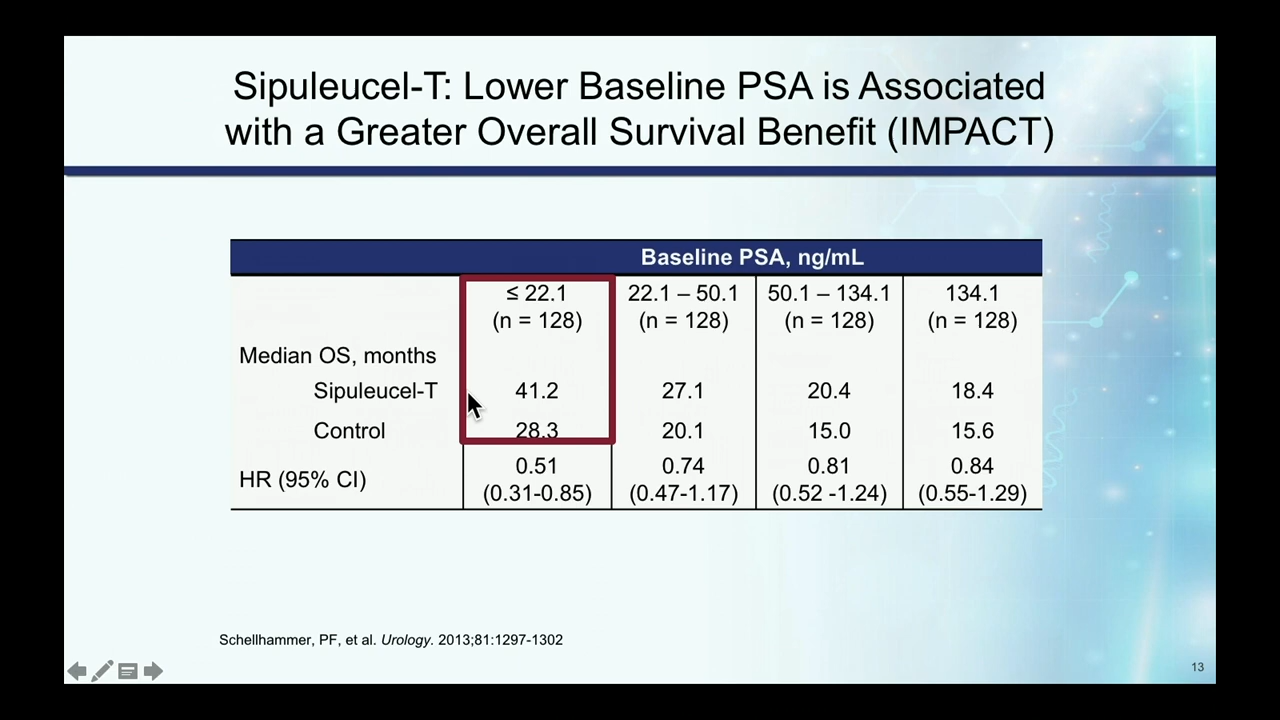 Sipuleucel-T: Lower Baseline PSA is Associated
with a Greater Overall Survival Benefit (IMPACT)
Baseline PSA, ng/mL
≤ 22.1 22.1 – 50.1 50.1 – 134.1 134.1
(n = 128) (n = 128) (n = 128) (n = 128)
Median OS, months
Sipuleucel-T 41.2 27.1 20.4 18.4
Control 28.3 20.1 15.0 15.6
HR (95% CI) 0.51 0.74 0.81 0.84
(0.31-0.85) (0.47-1.17) (0.52 -1.24) (0.55-1.29)
Schellhammer, PF, et al. Urology. 2013;81:1297-1302
13